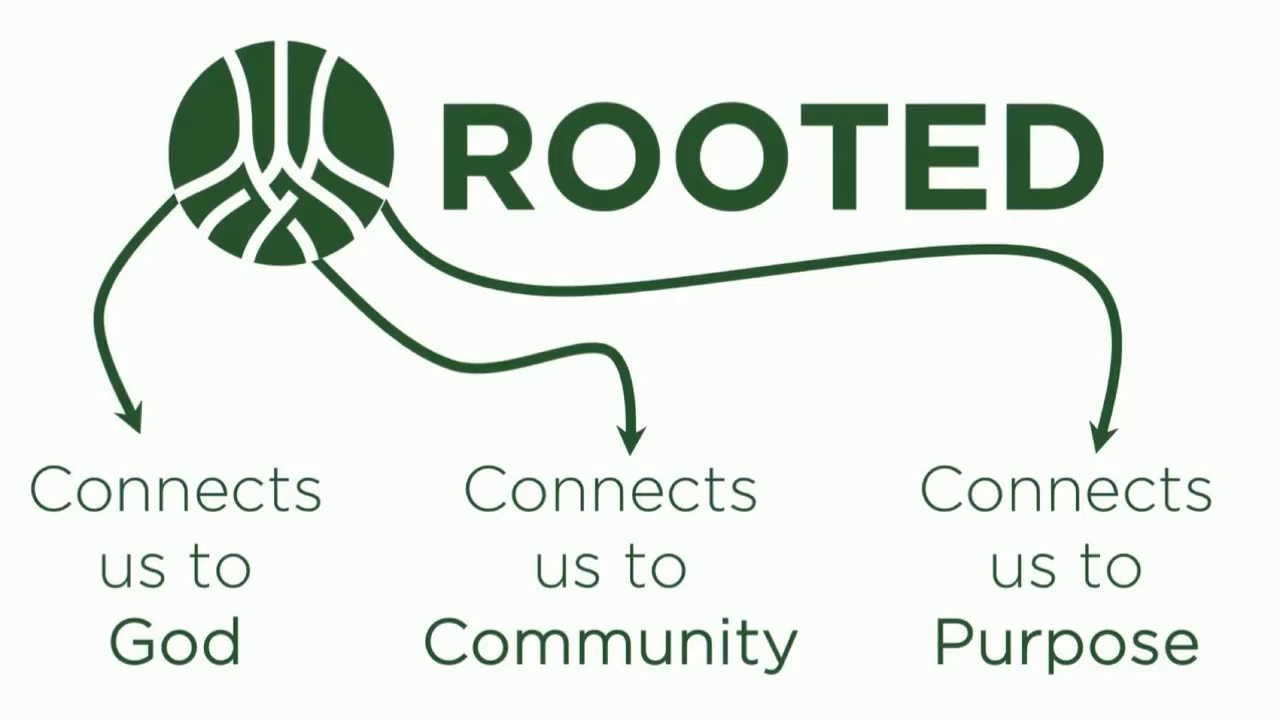 ROOTED
Connects
us to
God
Connects
us to
Community
Connects
us to
Purpose